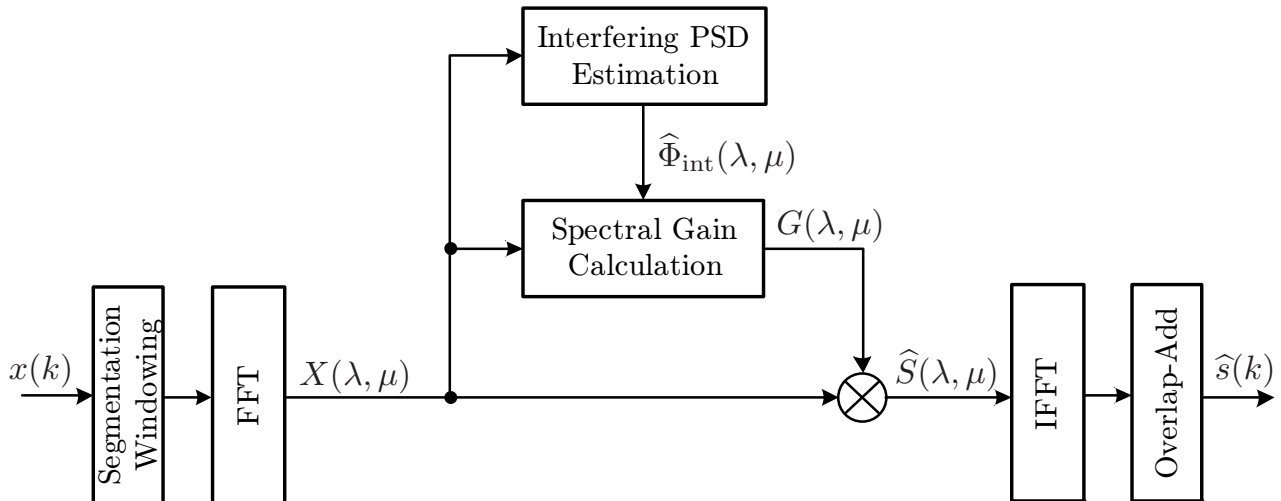 Interfering PSD
Estimation
Φ̂int(λ, μ)
Spectral Gain
Calculation
G(λ, μ)
x(k)
Segmentation
Windowing
FFT
X(λ, μ)
Ŝ(λ, μ)
IFFT
Overlap-Add
ŝ(k)